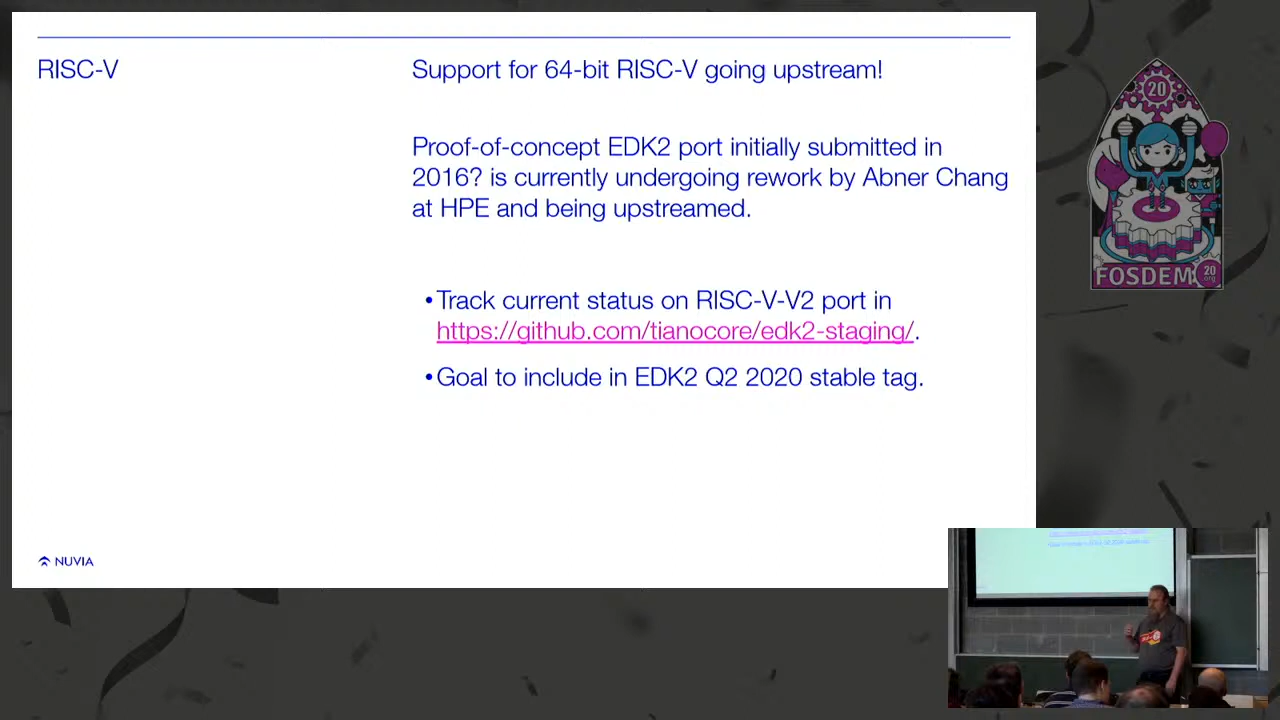 RISC-V
Support for 64-bit RISC-V going upstream!
Proof-of-concept EDK2 port initially submitted in
2016? is currently undergoing rework by Abner Chang
at HPE and being upstreamed.
•Track current status on RISC-V-V2 port in
https://github.com/tianocore/edk2-staging/.
•Goal to include in EDK2 Q2 2020 stable tag.
NUVIA
20
FOSDEM
20
.org